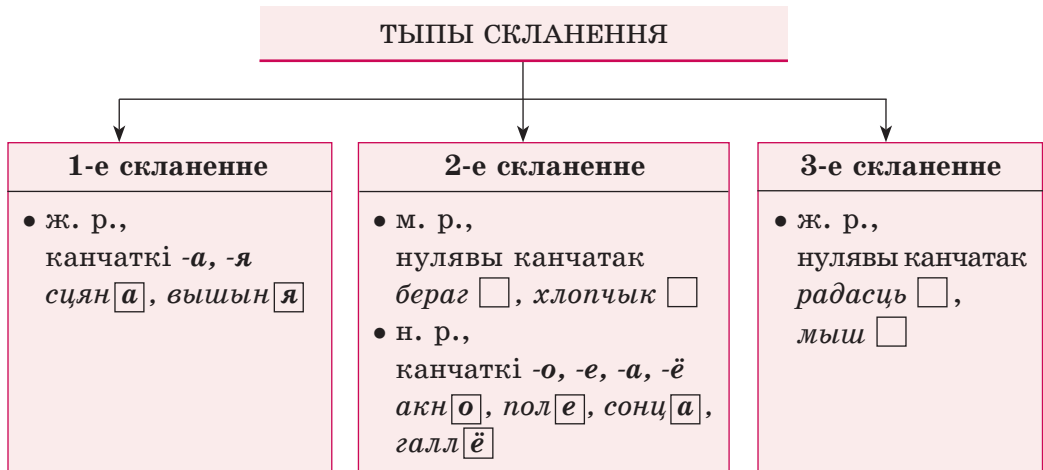 ТЫПЫ СКЛАНЕННЯ
1-е скланенне
• ж. р.,
канчаткі -а, -я
сцяна, вышыня
2-е скланенне
• м. р.,
нулявы канчатак
бераг , хлопчык
• н. р.,
канчаткі -о, -е, -а, -ё
акно, поле, сонца,
галлё
3-е скланенне
• ж. р.,
нулявы канчатак
радасць ,
мыш